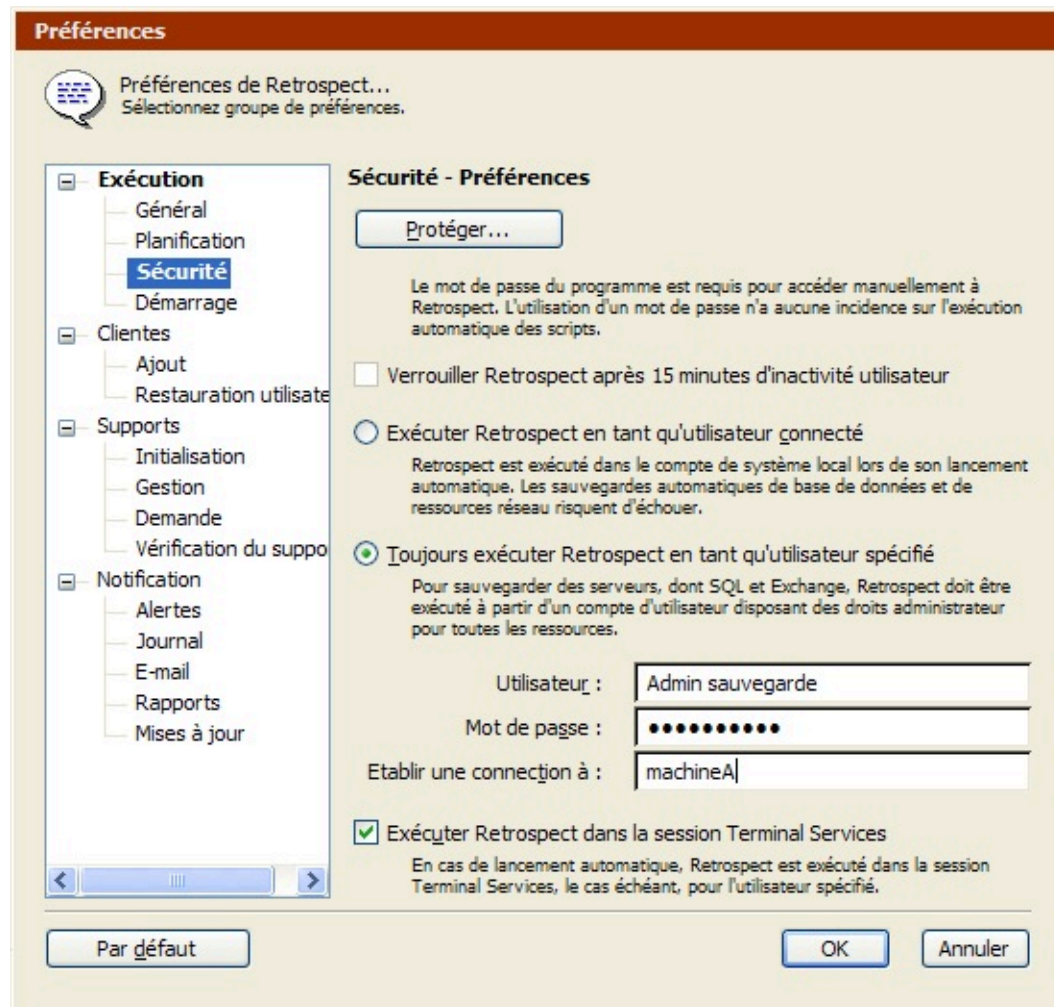 Préférences
Préférences de Retrospect...
Sélectionnez groupe de préférences.
Exécution
Général
Planification
Sécurité
Démarrage
Clientes
Ajout
Restauration utilisate
Supports
Initialisation
Gestion
Demande
Vérification du suppo
Notification
Alertes
Journal
E-mail
Rapports
Mises à jour
Sécurité - Préférences
Protéger...
Le mot de passe du programme est requis pour accéder manuellement à
Retrospect. L'utilisation d'un mot de passe n'a aucune incidence sur l'exécution
automatique des scripts.
Verrouiller Retrospect après 15 minutes d'inactivité utilisateur
Exécuter Retrospect en tant qu'utilisateur connecté
Retrospect est exécuté dans le compte de système local lors de son lancement
automatique. Les sauvegardes automatiques de base de données et de
ressources réseau risquent d'échouer.
Toujours exécuter Retrospect en tant qu'utilisateur spécifié
Pour sauvegarder des serveurs, dont SQL et Exchange, Retrospect doit être
exécuté à partir d'un compte d'utilisateur disposant des droits administrateur
pour toutes les ressources.
Utilisateur : Admin sauvegarde
Mot de passe : ••••••••••
Etablir une connection à : machineA
Exécuter Retrospect dans la session Terminal Services
En cas de lancement automatique, Retrospect est exécuté dans la session
Terminal Services, le cas échéant, pour l'utilisateur spécifié.
Par défaut
OK
Annuler